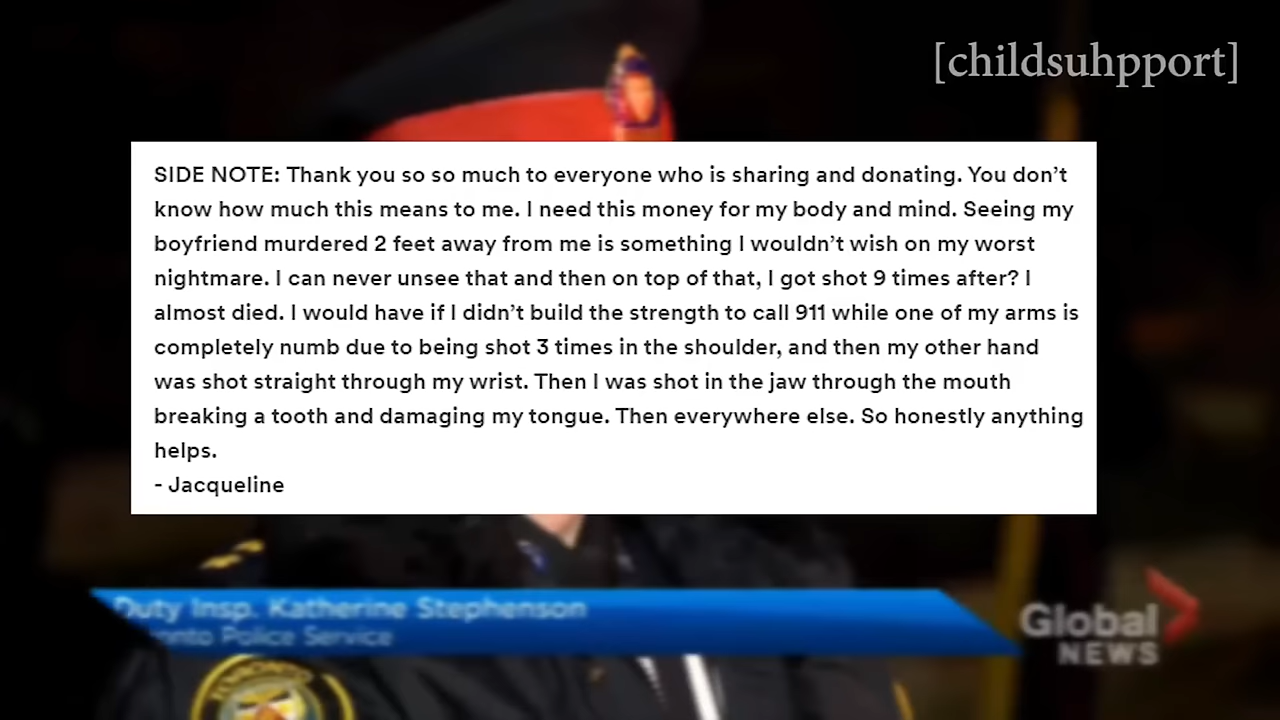 [childsuhpport]
SIDE NOTE: Thank you so so much to everyone who is sharing and donating. You don’t
know how much this means to me. I need this money for my body and mind. Seeing my
boyfriend murdered 2 feet away from me is something I wouldn’t wish on my worst
nightmare. I can never unsee that and then on top of that, I got shot 9 times after? I
almost died. I would have if I didn’t build the strength to call 911 while one of my arms is
completely numb due to being shot 3 times in the shoulder, and then my other hand
was shot straight through my wrist. Then I was shot in the jaw through the mouth
breaking a tooth and damaging my tongue. Then everywhere else. So honestly anything
helps.
- Jacqueline
Duty Insp. Katherine Stephenson
Police Service
Global
NEWS